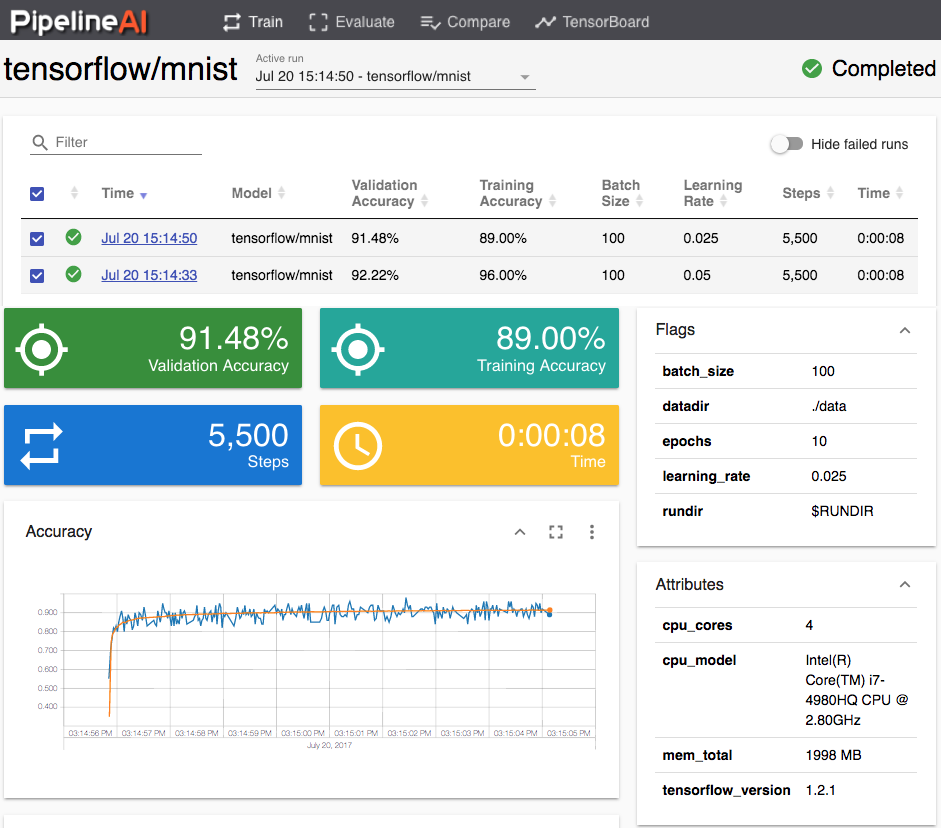 PipelineAI
Train
Evaluate
Compare
TensorBoard
tensorflow/mnist
Active run
Jul 20 15:14:50 - tensorflow/mnist
Completed
Filter
Hide failed runs
Time Model Validation Accuracy Training Accuracy Batch Size Learning Rate Steps Time
Jul 20 15:14:50 tensorflow/mnist 91.48% 89.00% 100 0.025 5,500 0:00:08
Jul 20 15:14:33 tensorflow/mnist 92.22% 96.00% 100 0.05 5,500 0:00:08
91.48%
Validation Accuracy
89.00%
Training Accuracy
5,500
Steps
0:00:08
Time
Accuracy
0.900
0.800
0.700
0.600
0.500
0.400
03:14:56 PM 03:14:57 PM 03:14:58 PM 03:14:59 PM 03:15:00 PM 03:15:01 PM 03:15:02 PM 03:15:03 PM 03:15:04 PM 03:15:05 PM
July 20, 2017
Flags
batch_size 100
datadir ./data
epochs 10
learning_rate 0.025
rundir $RUNDIR
Attributes
cpu_cores 4
cpu_model Intel(R)
Core(TM) i7-
4980HQ CPU @
2.80GHz
mem_total 1998 MB
tensorflow_version 1.2.1